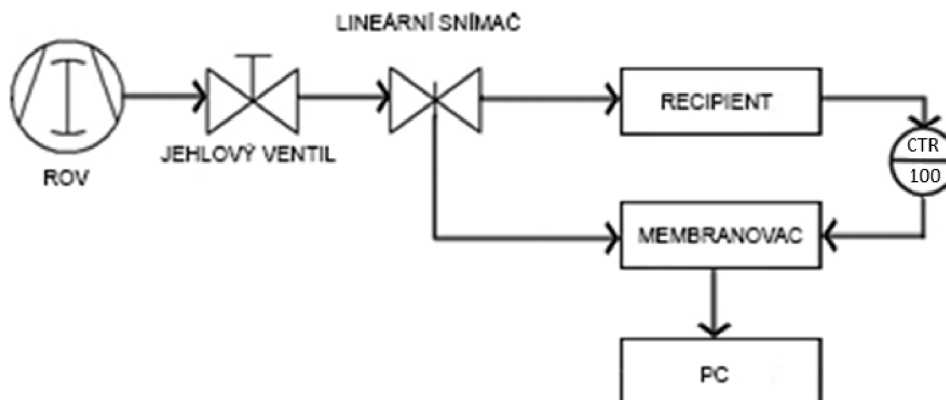 LINEÁRNÍ SNÍMAČ
RECIPIENT
CTR
100
JEHLOVÝ VENTIL
ROV
MEMBRANOVAC
PC